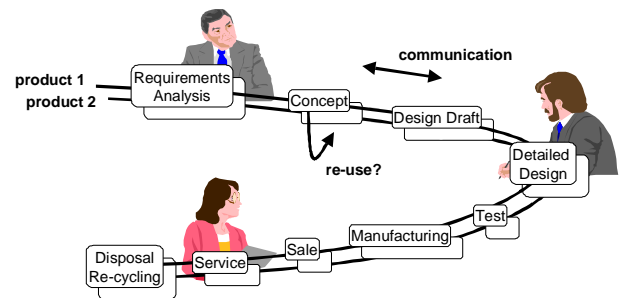 communication
product 1
Requirements
Analysis
product 2
Concept
Design Draft
re-use?
Detailed
Design
Test
Manufacturing
Sale
Service
Disposal
Re-cycling